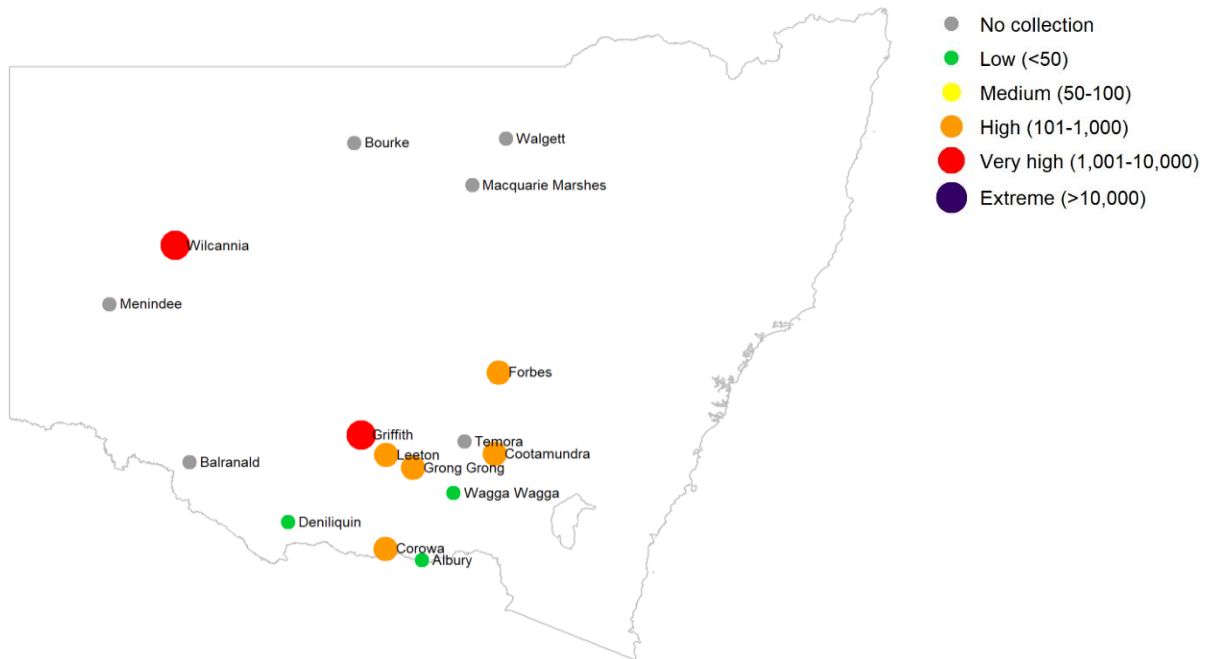 No collection
Low (<50)
Medium (50-100)
High (101-1,000)
Very high (1,001-10,000)
Extreme (>10,000)
Bourke
Walgett
Macquarie Marshes
Wilcannia
Menindee
Forbes
Griffith
Temora
Leeton
Cootamundra
Grong Grong
Balranald
Wagga Wagga
Deniliquin
Corowa
Albury